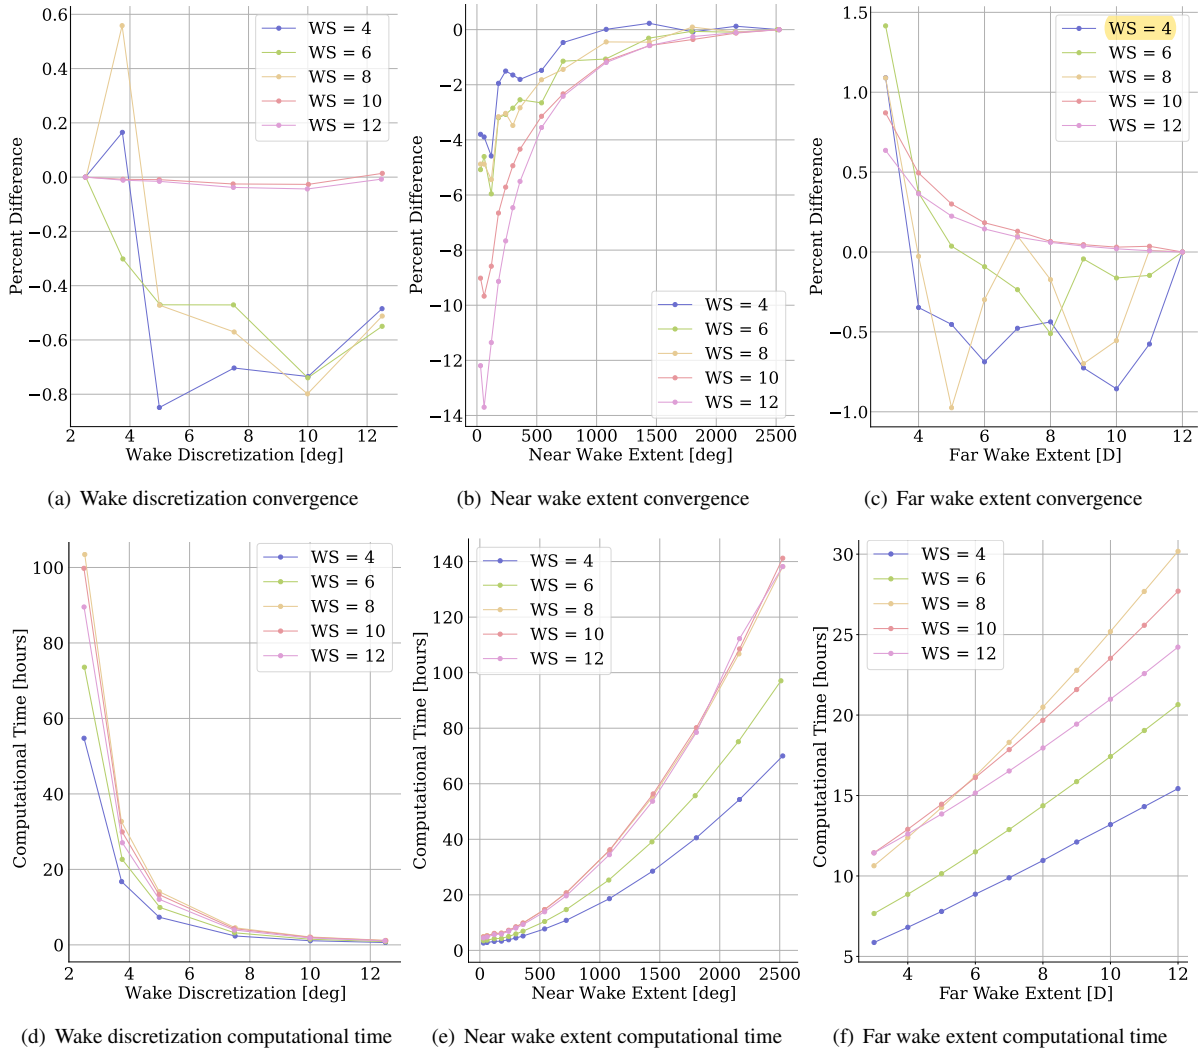 0.6
0.4
0.2
0.0
−0.2
−0.4
−0.6
−0.8
Percent Difference
2
4
6
8
10
12
Wake Discretization [deg]
WS = 4
WS = 6
WS = 8
WS = 10
WS = 12
(a) Wake discretization convergence
0
−2
−4
−6
−8
−10
−12
−14
Percent Difference
0
500
1000
1500
2000
2500
Near Wake Extent [deg]
WS = 4
WS = 6
WS = 8
WS = 10
WS = 12
(b) Near wake extent convergence
1.5
1.0
0.5
0.0
−0.5
−1.0
Percent Difference
4
6
8
10
12
Far Wake Extent [D]
WS = 4
WS = 6
WS = 8
WS = 10
WS = 12
(c) Far wake extent convergence
100
80
60
40
20
0
Computational Time [hours]
2
4
6
8
10
12
Wake Discretization [deg]
WS = 4
WS = 6
WS = 8
WS = 10
WS = 12
(d) Wake discretization computational time
140
120
100
80
60
40
20
0
Computational Time [hours]
0
500
1000
1500
2000
2500
Near Wake Extent [deg]
WS = 4
WS = 6
WS = 8
WS = 10
WS = 12
(e) Near wake extent computational time
30
25
20
15
10
5
Computational Time [hours]
4
6
8
10
12
Far Wake Extent [D]
WS = 4
WS = 6
WS = 8
WS = 10
WS = 12
(f) Far wake extent computational time